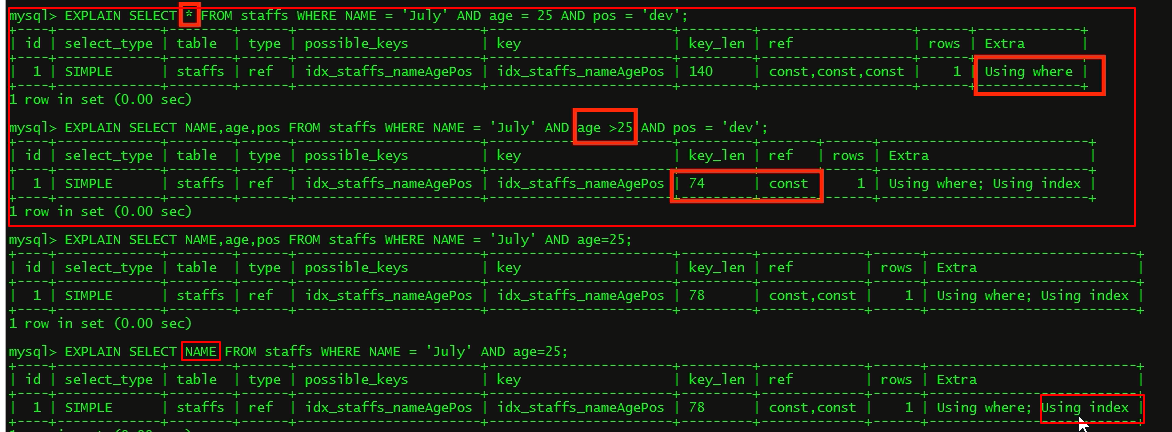 mysql> EXPLAIN SELECT * FROM staffs WHERE NAME = 'July' AND age = 25 AND pos = 'dev';
| id | select_type | table | type | possible_keys | key | key_len | ref | rows | Extra |
| 1 | SIMPLE | staffs | ref | idx_staffs_nameAgePos | idx_staffs_nameAgePos | 140 | const,const,const | 1 | Using where |
1 row in set (0.00 sec)
mysql> EXPLAIN SELECT NAME,age,pos FROM staffs WHERE NAME = 'July' AND age >25 AND pos = 'dev';
| id | select_type | table | type | possible_keys | key | key_len | ref | rows | Extra |
| 1 | SIMPLE | staffs | ref | idx_staffs_nameAgePos | idx_staffs_nameAgePos | 74 | const | 1 | Using where; Using index |
1 row in set (0.00 sec)
mysql> EXPLAIN SELECT NAME,age,pos FROM staffs WHERE NAME = 'July' AND age=25;
| id | select_type | table | type | possible_keys | key | key_len | ref | rows | Extra |
| 1 | SIMPLE | staffs | ref | idx_staffs_nameAgePos | idx_staffs_nameAgePos | 78 | const,const | 1 | Using where; Using index |
1 row in set (0.00 sec)
mysql> EXPLAIN SELECT NAME FROM staffs WHERE NAME = 'July' AND age=25;
| id | select_type | table | type | possible_keys | key | key_len | ref | rows | Extra |
| 1 | SIMPLE | staffs | ref | idx_staffs_nameAgePos | idx_staffs_nameAgePos | 78 | const,const | 1 | Using where; Using index |